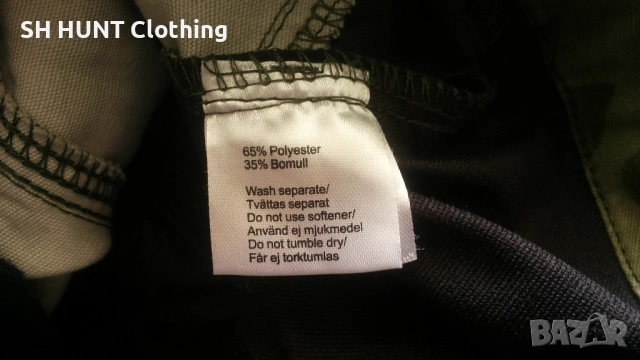 SH HUNT Clothing
65% Polyester
35% Bomull
Wash separate/
Tvättas separat
Do not use softener/
Använd ej mjukmedel
Do not tumble dry/
Får ej torktumlas
BAZAR